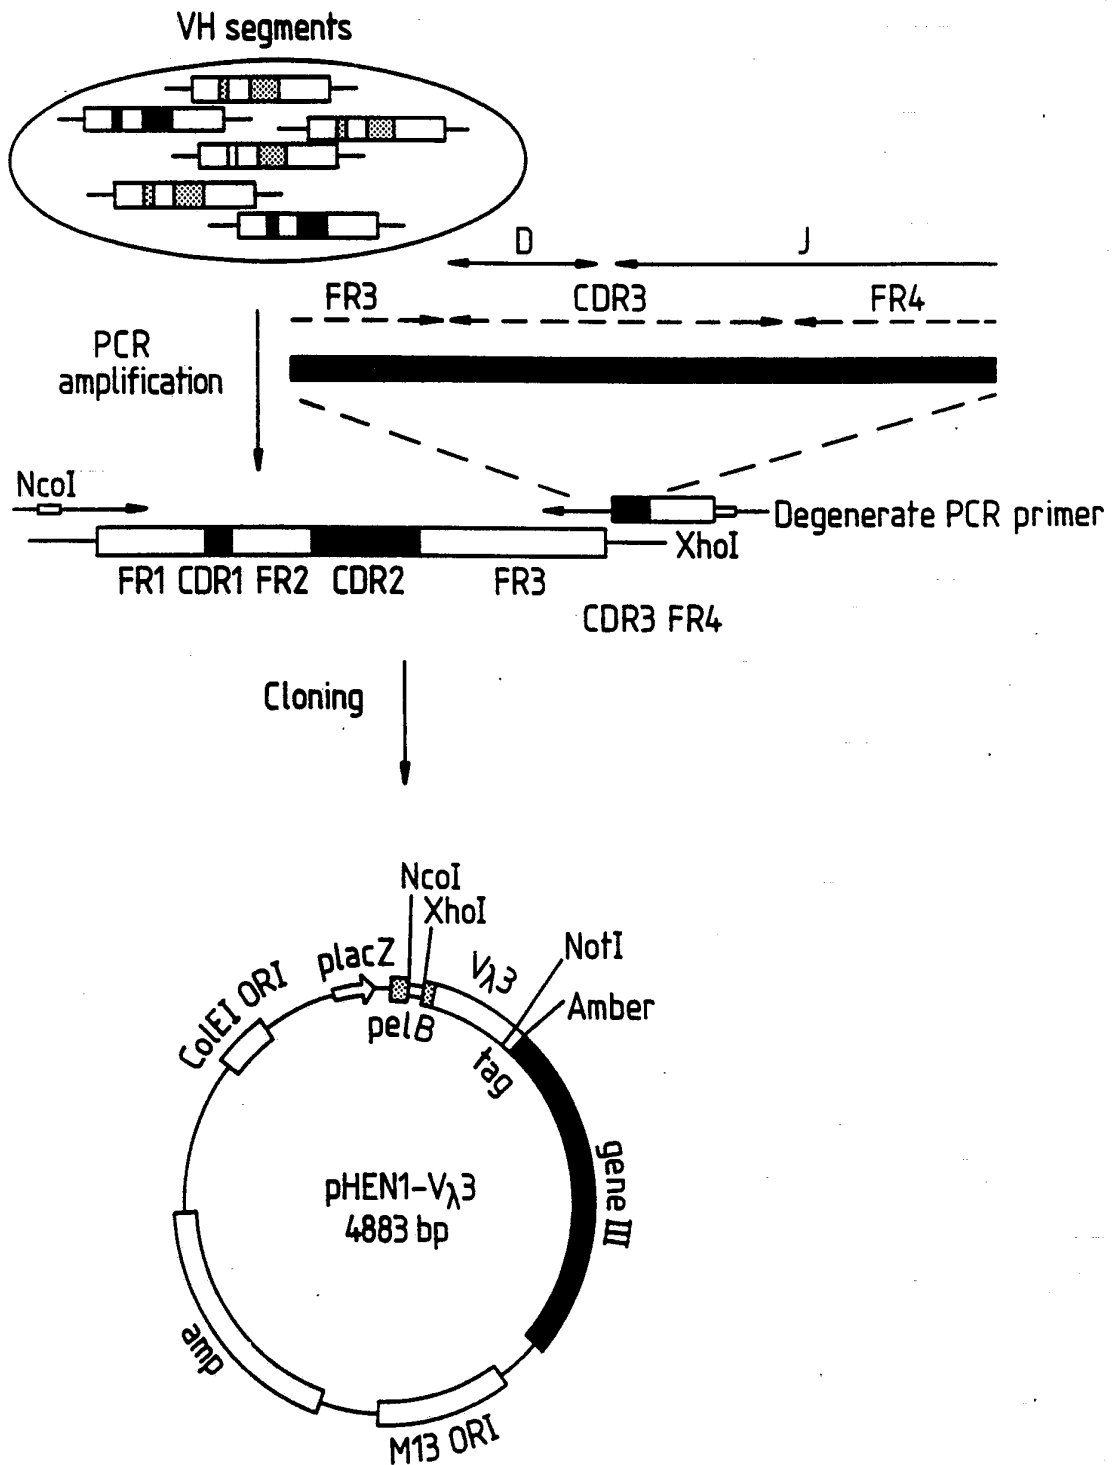 VH segments
D
J
FR3
CDR3
FR4
PCR
amplification
NcoI
Degenerate PCR primer
XhoI
FR1 CDR1 FR2 CDR2 FR3
CDR3 FR4
Cloning
NcoI
XhoI
placZ
Vλ3
NotI
ColEI ORI
pelB
Amber
tag
gene III
pHEN1-Vλ3
4883 bp
amp
M13 ORI